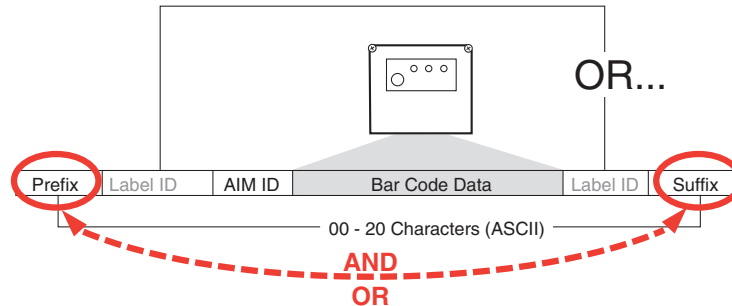 OR...
Prefix Label ID AIM ID Bar Code Data Label ID Suffix
00 - 20 Characters (ASCII)
AND
OR